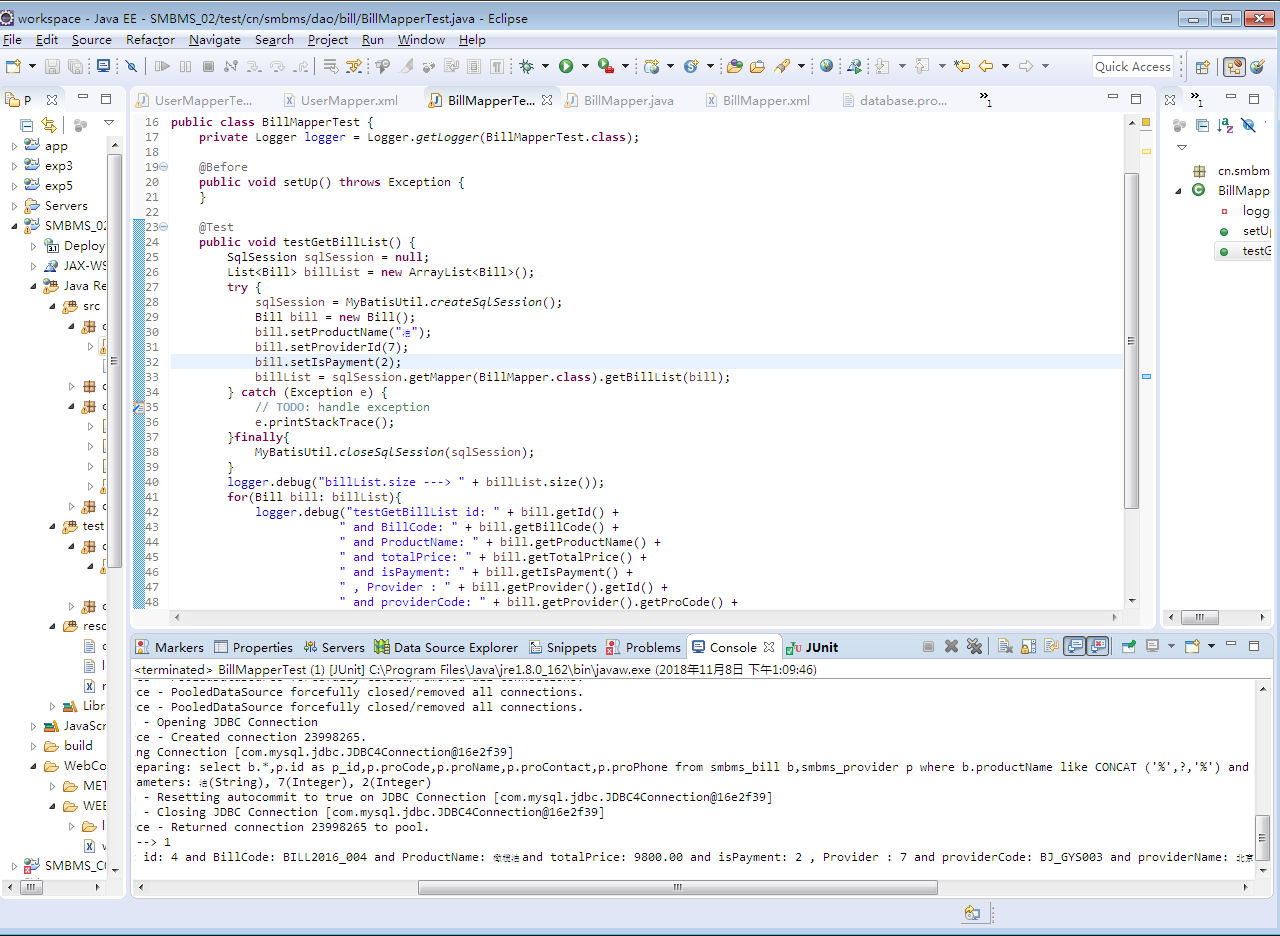 workspace - Java EE - SMBMS_02/test/cn/smbms/dao/bill/BillMapperTest.java - Eclipse
File Edit Source Refactor Navigate Search Project Run Window Help
Quick Access
P
UserMapperTe...
UserMapper.xml
BillMapperTe...
BillMapper.java
BillMapper.xml
database.pro...
»1
»1
app
exp3
exp5
Servers
SMBMS_02
Deploy
JAX-WS
Java Re
src
test
reso
Libr
JavaScr
build
WebCo
MET
WEE
SMBMS_C
16 public class BillMapperTest {
17 private Logger logger = Logger.getLogger(BillMapperTest.class);
18
19 @Before
20 public void setUp() throws Exception {
21 }
22
23 @Test
24 public void testGetBillList() {
25 SqlSession sqlSession = null;
26 List<Bill> billList = new ArrayList<Bill>();
27 try {
28 sqlSession = MyBatisUtil.createSqlSession();
29 Bill bill = new Bill();
30 bill.setProductName("油");
31 bill.setProviderId(7);
32 bill.setIsPayment(2);
33 billList = sqlSession.getMapper(BillMapper.class).getBillList(bill);
34 } catch (Exception e) {
35 // TODO: handle exception
36 e.printStackTrace();
37 }finally{
38 MyBatisUtil.closeSqlSession(sqlSession);
39 }
40 logger.debug("billList.size ---> " + billList.size());
41 for(Bill bill: billList){
42 logger.debug("testGetBillList id: " + bill.getId() +
43 " and BillCode: " + bill.getBillCode() +
44 " and ProductName: " + bill.getProductName() +
45 " and totalPrice: " + bill.getTotalPrice() +
46 " and isPayment: " + bill.getIsPayment() +
47 " , Provider : " + bill.getProvider().getId() +
48 " and providerCode: " + bill.getProvider().getProCode() +
cn.smbm
BillMapp
logg
setU
testG
Markers Properties Servers Data Source Explorer Snippets Problems Console JUnit
<terminated> BillMapperTest (1) [JUnit] C:\Program Files\Java\jre1.8.0_162\bin\javaw.exe (2018年11月8日 下午1:09:46)
ce - PooledDataSource forcefully closed/removed all connections.
ce - PooledDataSource forcefully closed/removed all connections.
- Opening JDBC Connection
ce - Created connection 23998265.
ng Connection [com.mysql.jdbc.JDBC4Connection@16e2f39]
eparing: select b.*,p.id as p_id,p.proCode,p.proName,p.proContact,p.proPhone from smbms_bill b,smbms_provider p where b.productName like CONCAT ('%',?,'%') and
ameters: 油(String), 7(Integer), 2(Integer)
- Resetting autocommit to true on JDBC Connection [com.mysql.jdbc.JDBC4Connection@16e2f39]
- Closing JDBC Connection [com.mysql.jdbc.JDBC4Connection@16e2f39]
ce - Returned connection 23998265 to pool.
--> 1
id: 4 and BillCode: BILL2016_004 and ProductName: 橄榄油 and totalPrice: 9800.00 and isPayment: 2 , Provider : 7 and providerCode: BJ_GYS003 and providerName: 北京